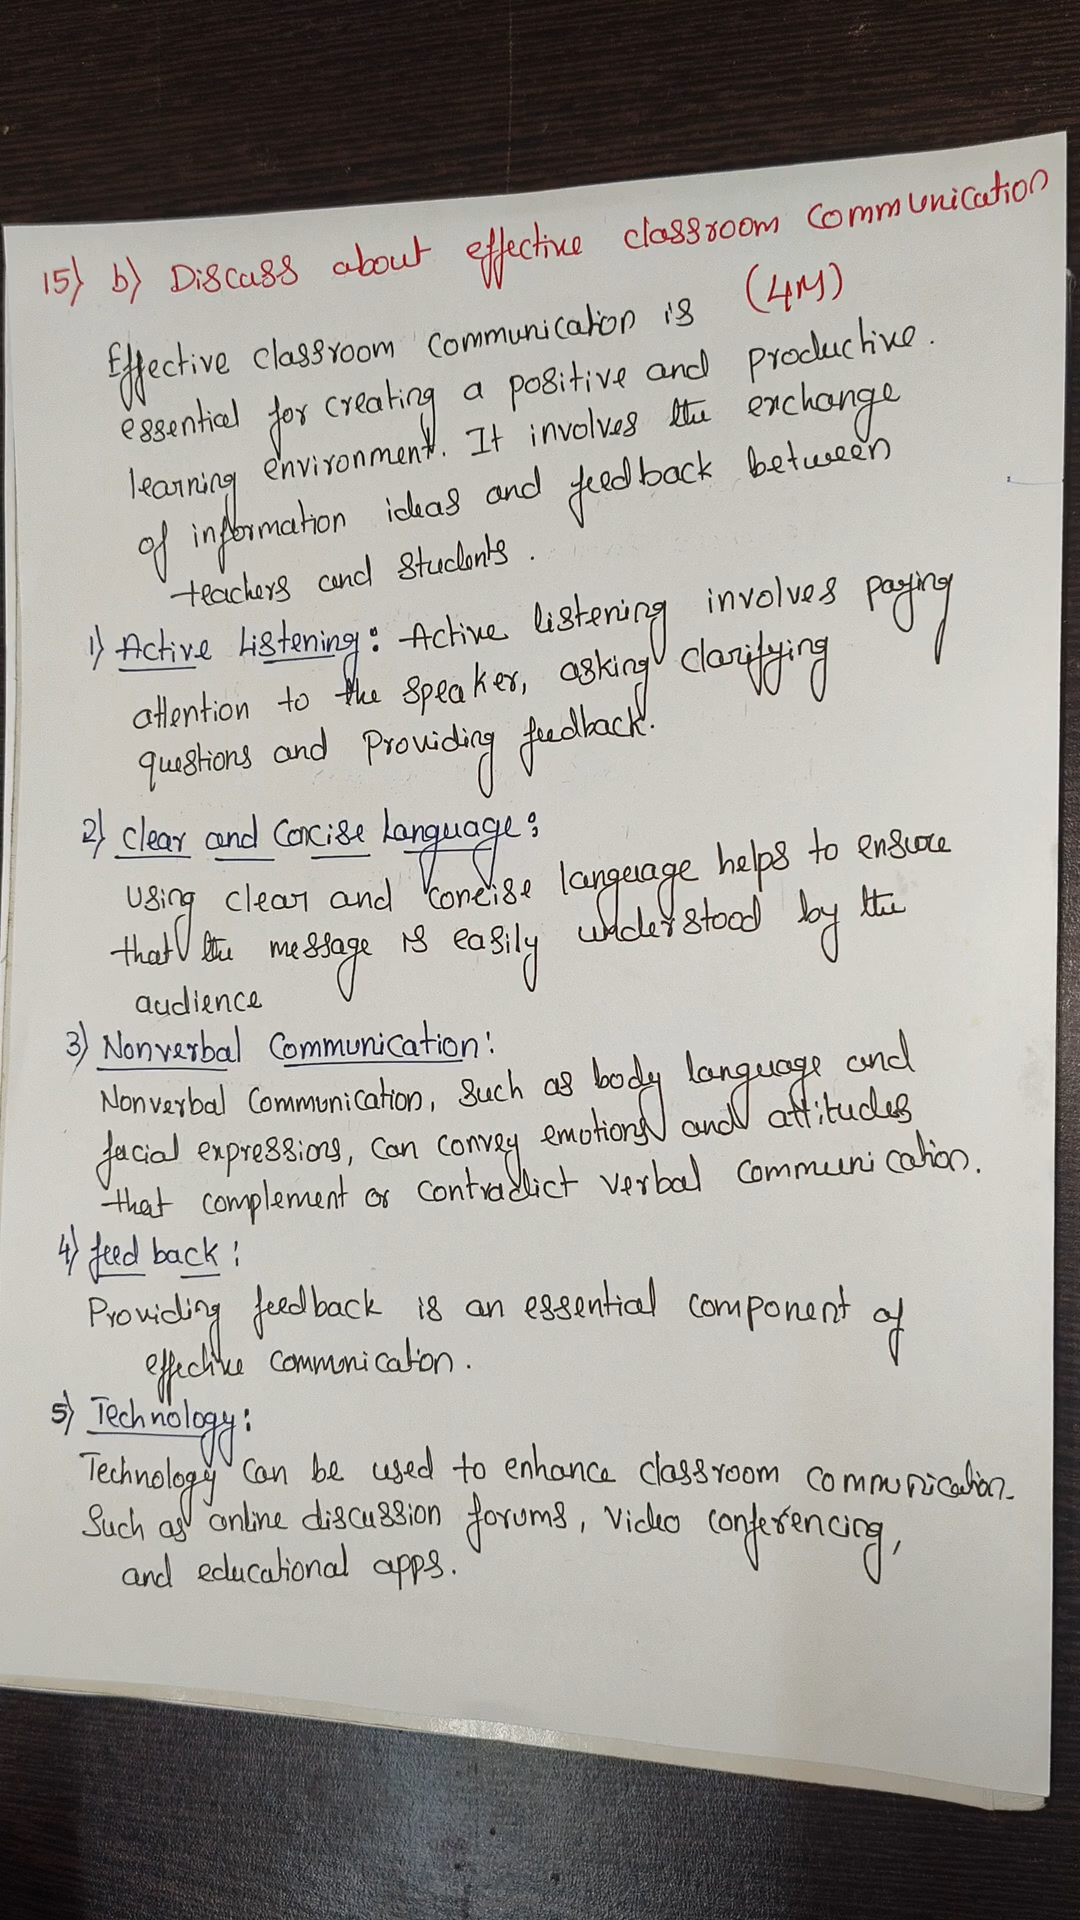 15) b) Discuss about effective classroom communication
(4M)
Effective classroom communication is
essential for creating a positive and productive.
learning environment. It involves the exchange
of information ideas and feedback between
teachers and students.
1) Active Listening: Active listening involves paying
attention to the speaker, asking clarifying
questions and Providing feedback.
2) Clear and Concise Language:
Using clear and concise language helps to ensure
that the message is easily understood by the
audience
3) Nonverbal Communication:
Nonverbal Communication, Such as body language and
facial expressions, can convey emotions and attitudes
that complement or contradict verbal communication.
4) feed back:
Providing feedback is an essential component of
effective communication.
5) Technology:
Technology can be used to enhance classroom communication.
Such as online discussion forums, video conferencing,
and educational apps.